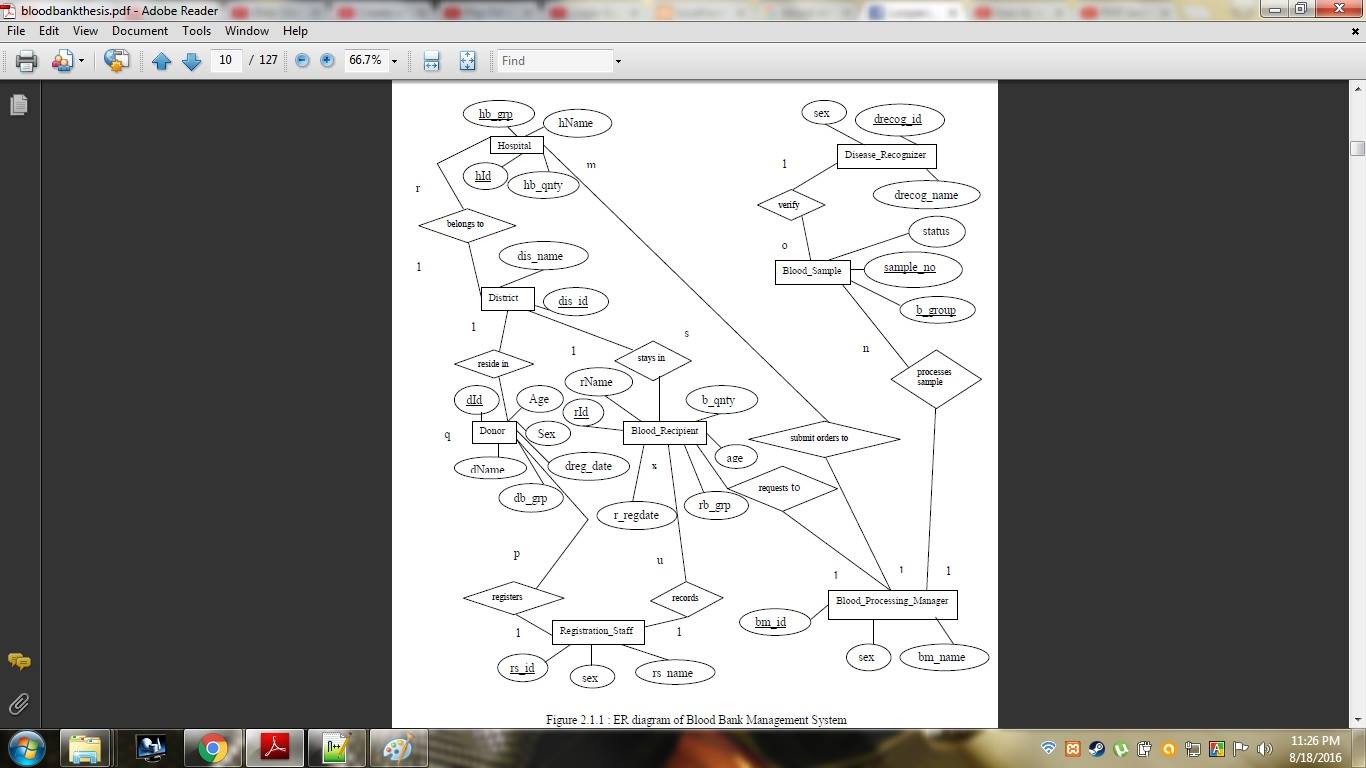 bloodbankthesis.pdf - Adobe Reader
File Edit View Document Tools Window Help
10 / 127 66.7% Find
hb_grp
hName
Hospital
hId
hb_qnty
m
r
belongs to
1
sex
drecog_id
Disease_Recognizer
1
drecog_name
verify
status
o
Blood_Sample
sample_no
b_group
n
processes
sample
dis_name
District
dis_id
1
s
1
stays in
reside in
rName
dId
Age
rId
b_qnty
q
Donor
Sex
Blood_Recipient
submit orders to
dName
dreg_date
x
age
db_grp
requests to
r_regdate
rb_grp
p
u
1
1
1
registers
records
Blood_Processing_Manager
1
Registration_Staff
1
bm_id
rs_id
sex
rs_name
sex
bm_name
Figure 2.1.1 : ER diagram of Blood Bank Management System
11:26 PM
8/18/2016